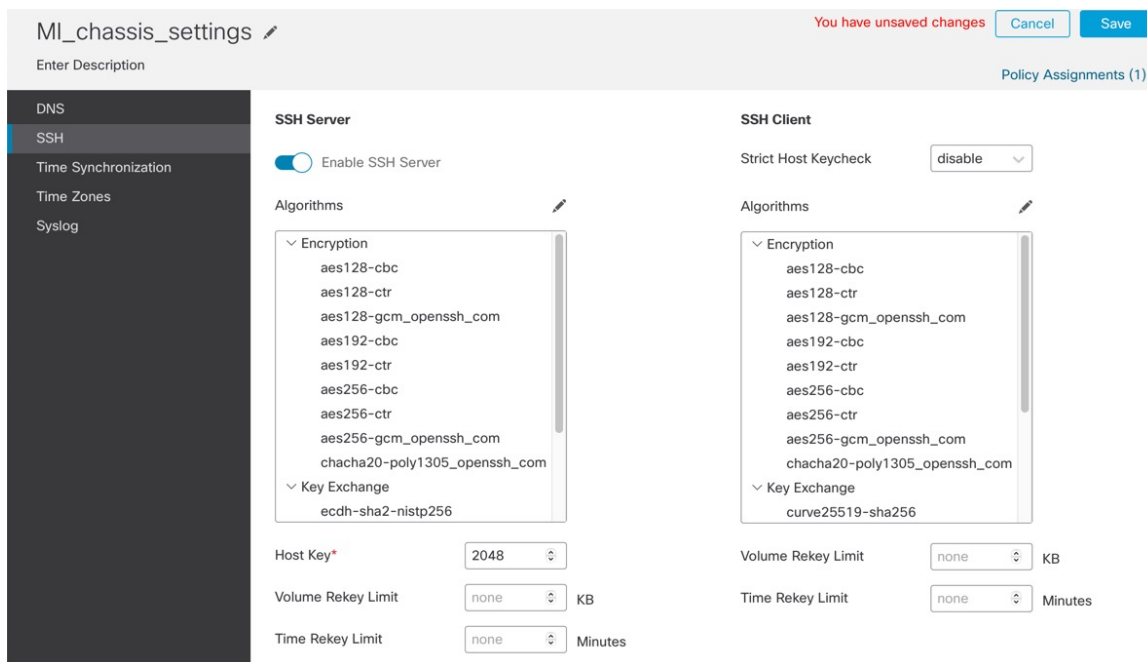 MI_chassis_settings
You have unsaved changes
Cancel
Save
Enter Description
Policy Assignments (1)
DNS
SSH
Time Synchronization
Time Zones
Syslog
SSH Server
Enable SSH Server
Algorithms
Encryption
aes128-cbc
aes128-ctr
aes128-gcm_openssh_com
aes192-cbc
aes192-ctr
aes256-cbc
aes256-ctr
aes256-gcm_openssh_com
chacha20-poly1305_openssh_com
Key Exchange
ecdh-sha2-nistp256
Host Key* 2048
Volume Rekey Limit none KB
Time Rekey Limit none Minutes
SSH Client
Strict Host Keycheck disable
Algorithms
Encryption
aes128-cbc
aes128-ctr
aes128-gcm_openssh_com
aes192-cbc
aes192-ctr
aes256-cbc
aes256-ctr
aes256-gcm_openssh_com
chacha20-poly1305_openssh_com
Key Exchange
curve25519-sha256
Volume Rekey Limit none KB
Time Rekey Limit none Minutes